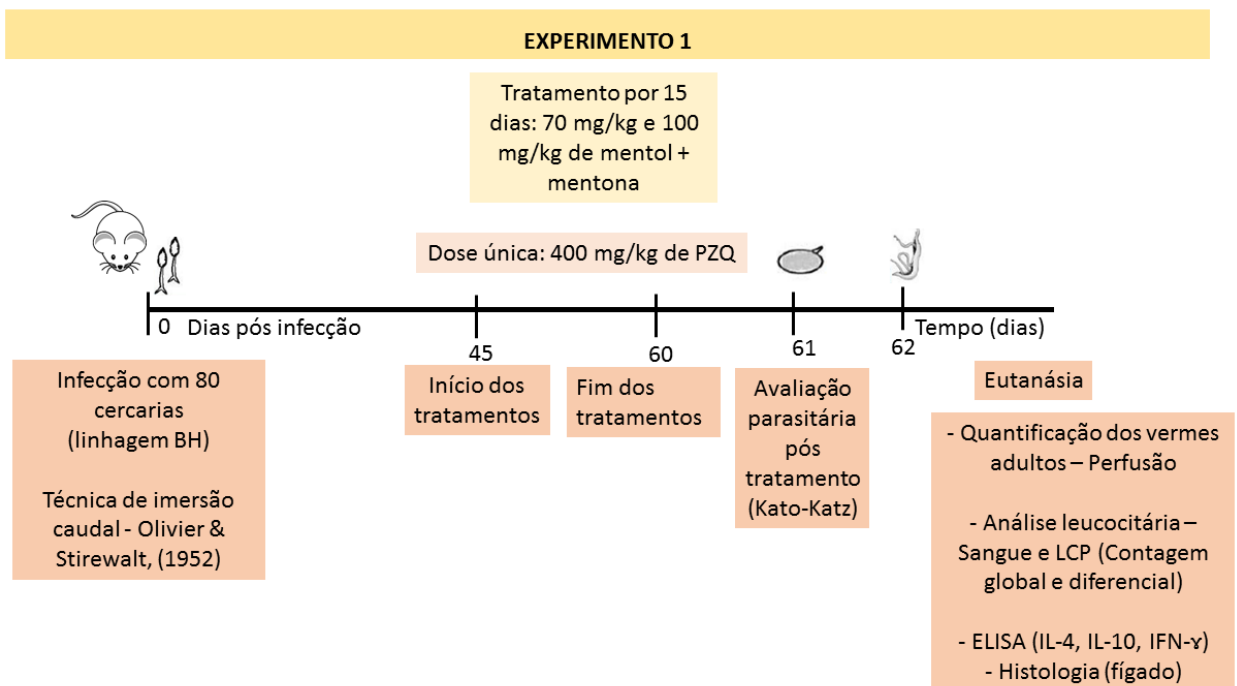 EXPERIMENTO 1
Tratamento por 15
dias: 70 mg/kg e 100
mg/kg de mentol +
mentona
Dose única: 400 mg/kg de PZQ
0 Dias pós infecção
45
60
61
62
Tempo (dias)
Infecção com 80
cercarias
(linhagem BH)
Técnica de imersão
caudal - Olivier &
Stirewalt, (1952)
Início dos
tratamentos
Fim dos
tratamentos
Avaliação
parasitária
pós
tratamento
(Kato-Katz)
Eutanásia
- Quantificação dos vermes
adultos – Perfusão
- Análise leucocitária –
Sangue e LCP (Contagem
global e diferencial)
- ELISA (IL-4, IL-10, IFN-ɤ)
- Histologia (fígado)